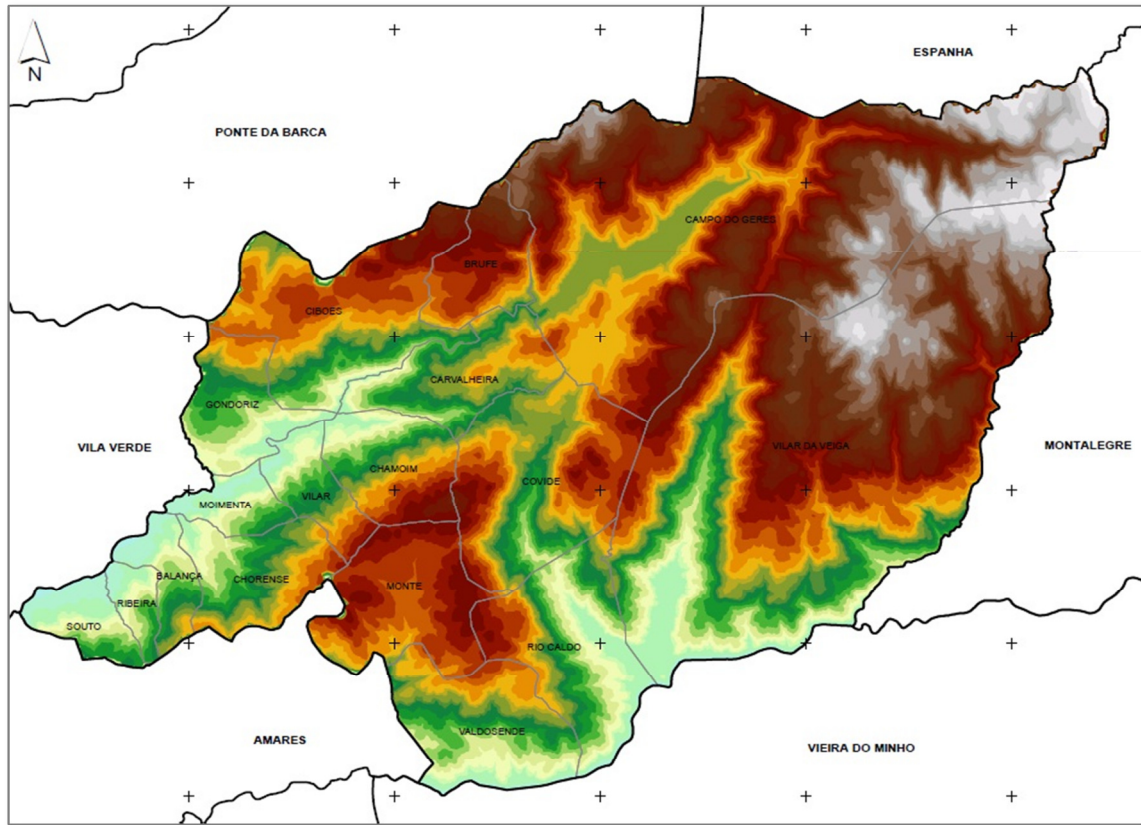 N
ESPANHA
PONTE DA BARCA
CAMPO DO GERES
BRUFE
CIBOES
CARVALHEIRA
GONDORIZ
VILA VERDE
VILAR DA VEIGA
MONTALEGRE
CHAMOIM
COVIDE
VILAR
MOIMENTA
BALANÇA
CHORENSE
MONTE
RIBEIRA
SOUTO
RIO CALDO
VALDOSENDE
AMARES
VIEIRA DO MINHO